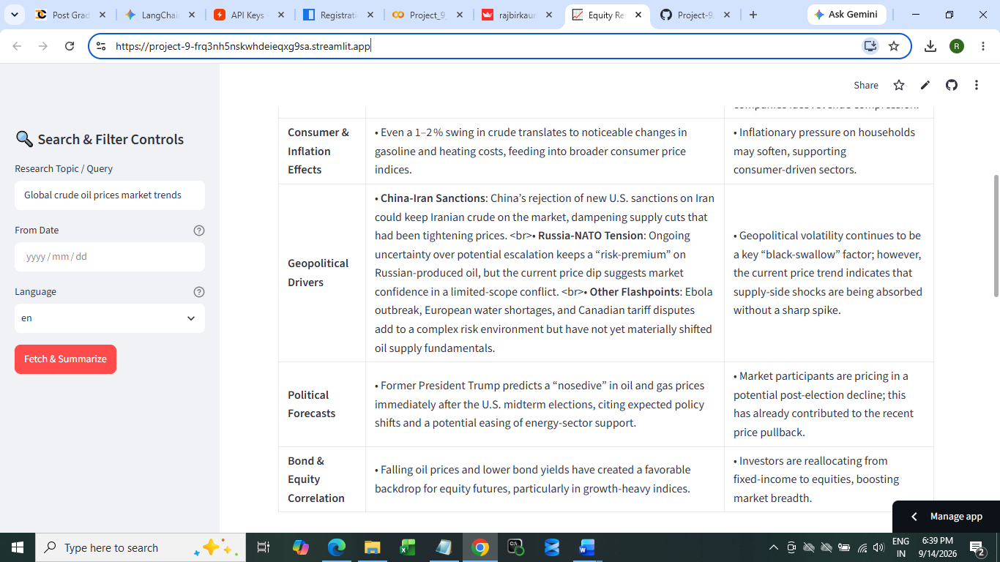 Post Grad
LangChai
API Keys -
Registrati
Project_9_
rajbirkaur
Equity Re
Project-9
Ask Gemini
https://project-9-frq3nh5nskwhdeieqxg9sa.streamlit.app
R
Share
🔍 Search & Filter Controls
Research Topic / Query
Global crude oil prices market trends
From Date
yyyy / mm / dd
Language
en
Fetch & Summarize
Consumer &
Inflation
Effects
• Even a 1–2 % swing in crude translates to noticeable changes in
gasoline and heating costs, feeding into broader consumer price
indices.
• Inflationary pressure on households
may soften, supporting
consumer-driven sectors.
Geopolitical
Drivers
• China-Iran Sanctions: China’s rejection of new U.S. sanctions on Iran
could keep Iranian crude on the market, dampening supply cuts that
had been tightening prices. <br>• Russia-NATO Tension: Ongoing
uncertainty over potential escalation keeps a “risk-premium” on
Russian-produced oil, but the current price dip suggests market
confidence in a limited-scope conflict. <br>• Other Flashpoints: Ebola
outbreak, European water shortages, and Canadian tariff disputes
add to a complex risk environment but have not yet materially shifted
oil supply fundamentals.
• Geopolitical volatility continues to be
a key “black-swallow” factor; however,
the current price trend indicates that
supply-side shocks are being absorbed
without a sharp spike.
Political
Forecasts
• Former President Trump predicts a “nosedive” in oil and gas prices
immediately after the U.S. midterm elections, citing expected policy
shifts and a potential easing of energy-sector support.
• Market participants are pricing in a
potential post-election decline; this
has already contributed to the recent
price pullback.
Bond &
Equity
Correlation
• Falling oil prices and lower bond yields have created a favorable
backdrop for equity futures, particularly in growth-heavy indices.
• Investors are reallocating from
fixed-income to equities, boosting
market breadth.
Manage app
Type here to search
ENG
IN
6:39 PM
9/14/2026
2